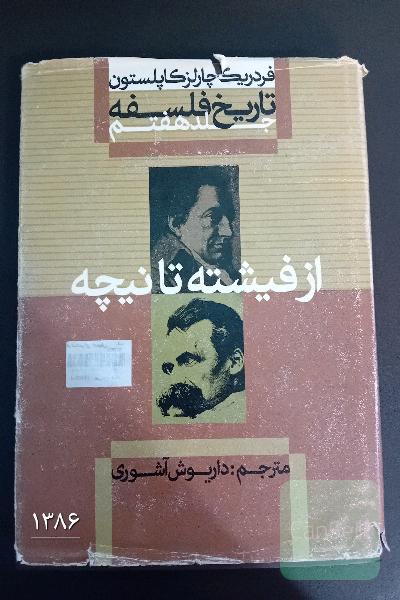 فردریک چارلز کاپلستون
تاریخ فلسفه
جلد هفتم
از فیشته تا نیچه
مترجم: داریوش آشوری
۱۳۸۶